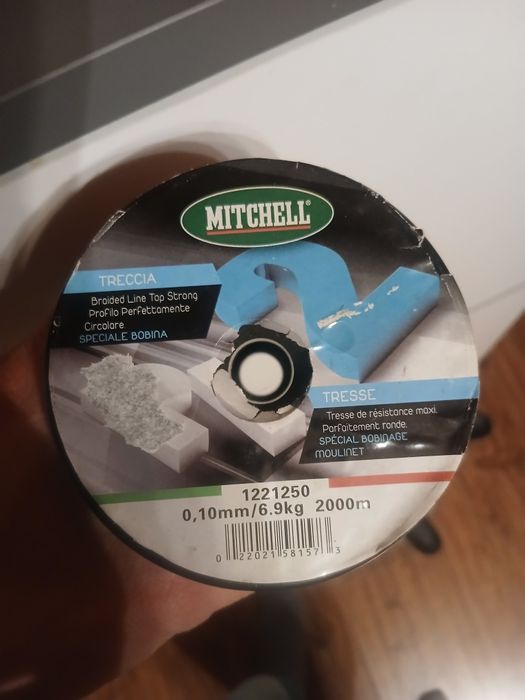 MITCHELL®
TRECCIA
Braided Line Top Strong
Profilo Perfettamente
Circolare
SPECIALE BOBINA
TRESSE
Tresse de résistance maxi.
Parfaitement ronde.
SPÉCIAL BOBINAGE
MOULINET
1221250
0,10mm/6.9kg 2000m
0 22021 58157 3